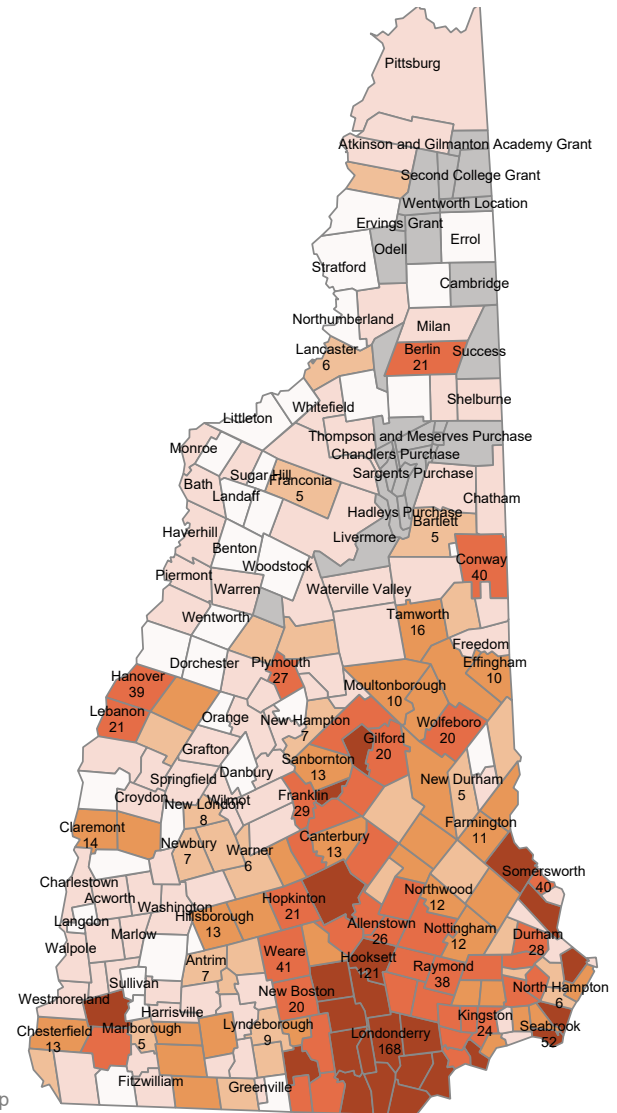 Pittsburg
Atkinson and Gilmanton Academy Grant
Second College Grant
Wentworth Location
Ervings Grant
Errol
Odell
Stratford
Cambridge
Northumberland
Milan
Lancaster
6
Berlin
21
Success
Shelburne
Whitefield
Littleton
Thompson and Meserves Purchase
Monroe
Chandlers Purchase
Sugar Hill
Sargents Purchase
Bath
Franconia
5
Landaff
Chatham
Hadleys Purchase
Bartlett
5
Haverhill
Livermore
Benton
Conway
40
Woodstock
Piermont
Warren
Waterville Valley
Wentworth
Tamworth
16
Freedom
Dorchester
Plymouth
27
Effingham
10
Hanover
39
Moultonborough
10
Lebanon
21
Orange
New Hampton
7
Wolfeboro
20
Gilford
20
Grafton
Sanbornton
13
Danbury
Springfield
New Durham
5
Croydon
Wilmot
New London
8
Franklin
29
Claremont
14
Farmington
11
Canterbury
13
Newbury
7
Warner
6
Somersworth
40
Charlestown
Acworth
Northwood
12
Washington
Hopkinton
21
Langdon
Hillsborough
13
Marlow
Allenstown
26
Nottingham
12
Durham
28
Walpole
Weare
41
Hooksett
121
Antrim
7
Raymond
38
Sullivan
North Hampton
6
Westmoreland
New Boston
20
Harrisville
Kingston
24
Chesterfield
13
Marlborough
5
Lyndeborough
9
Londonderry
168
Seabrook
52
Fitzwilliam
Greenville
p